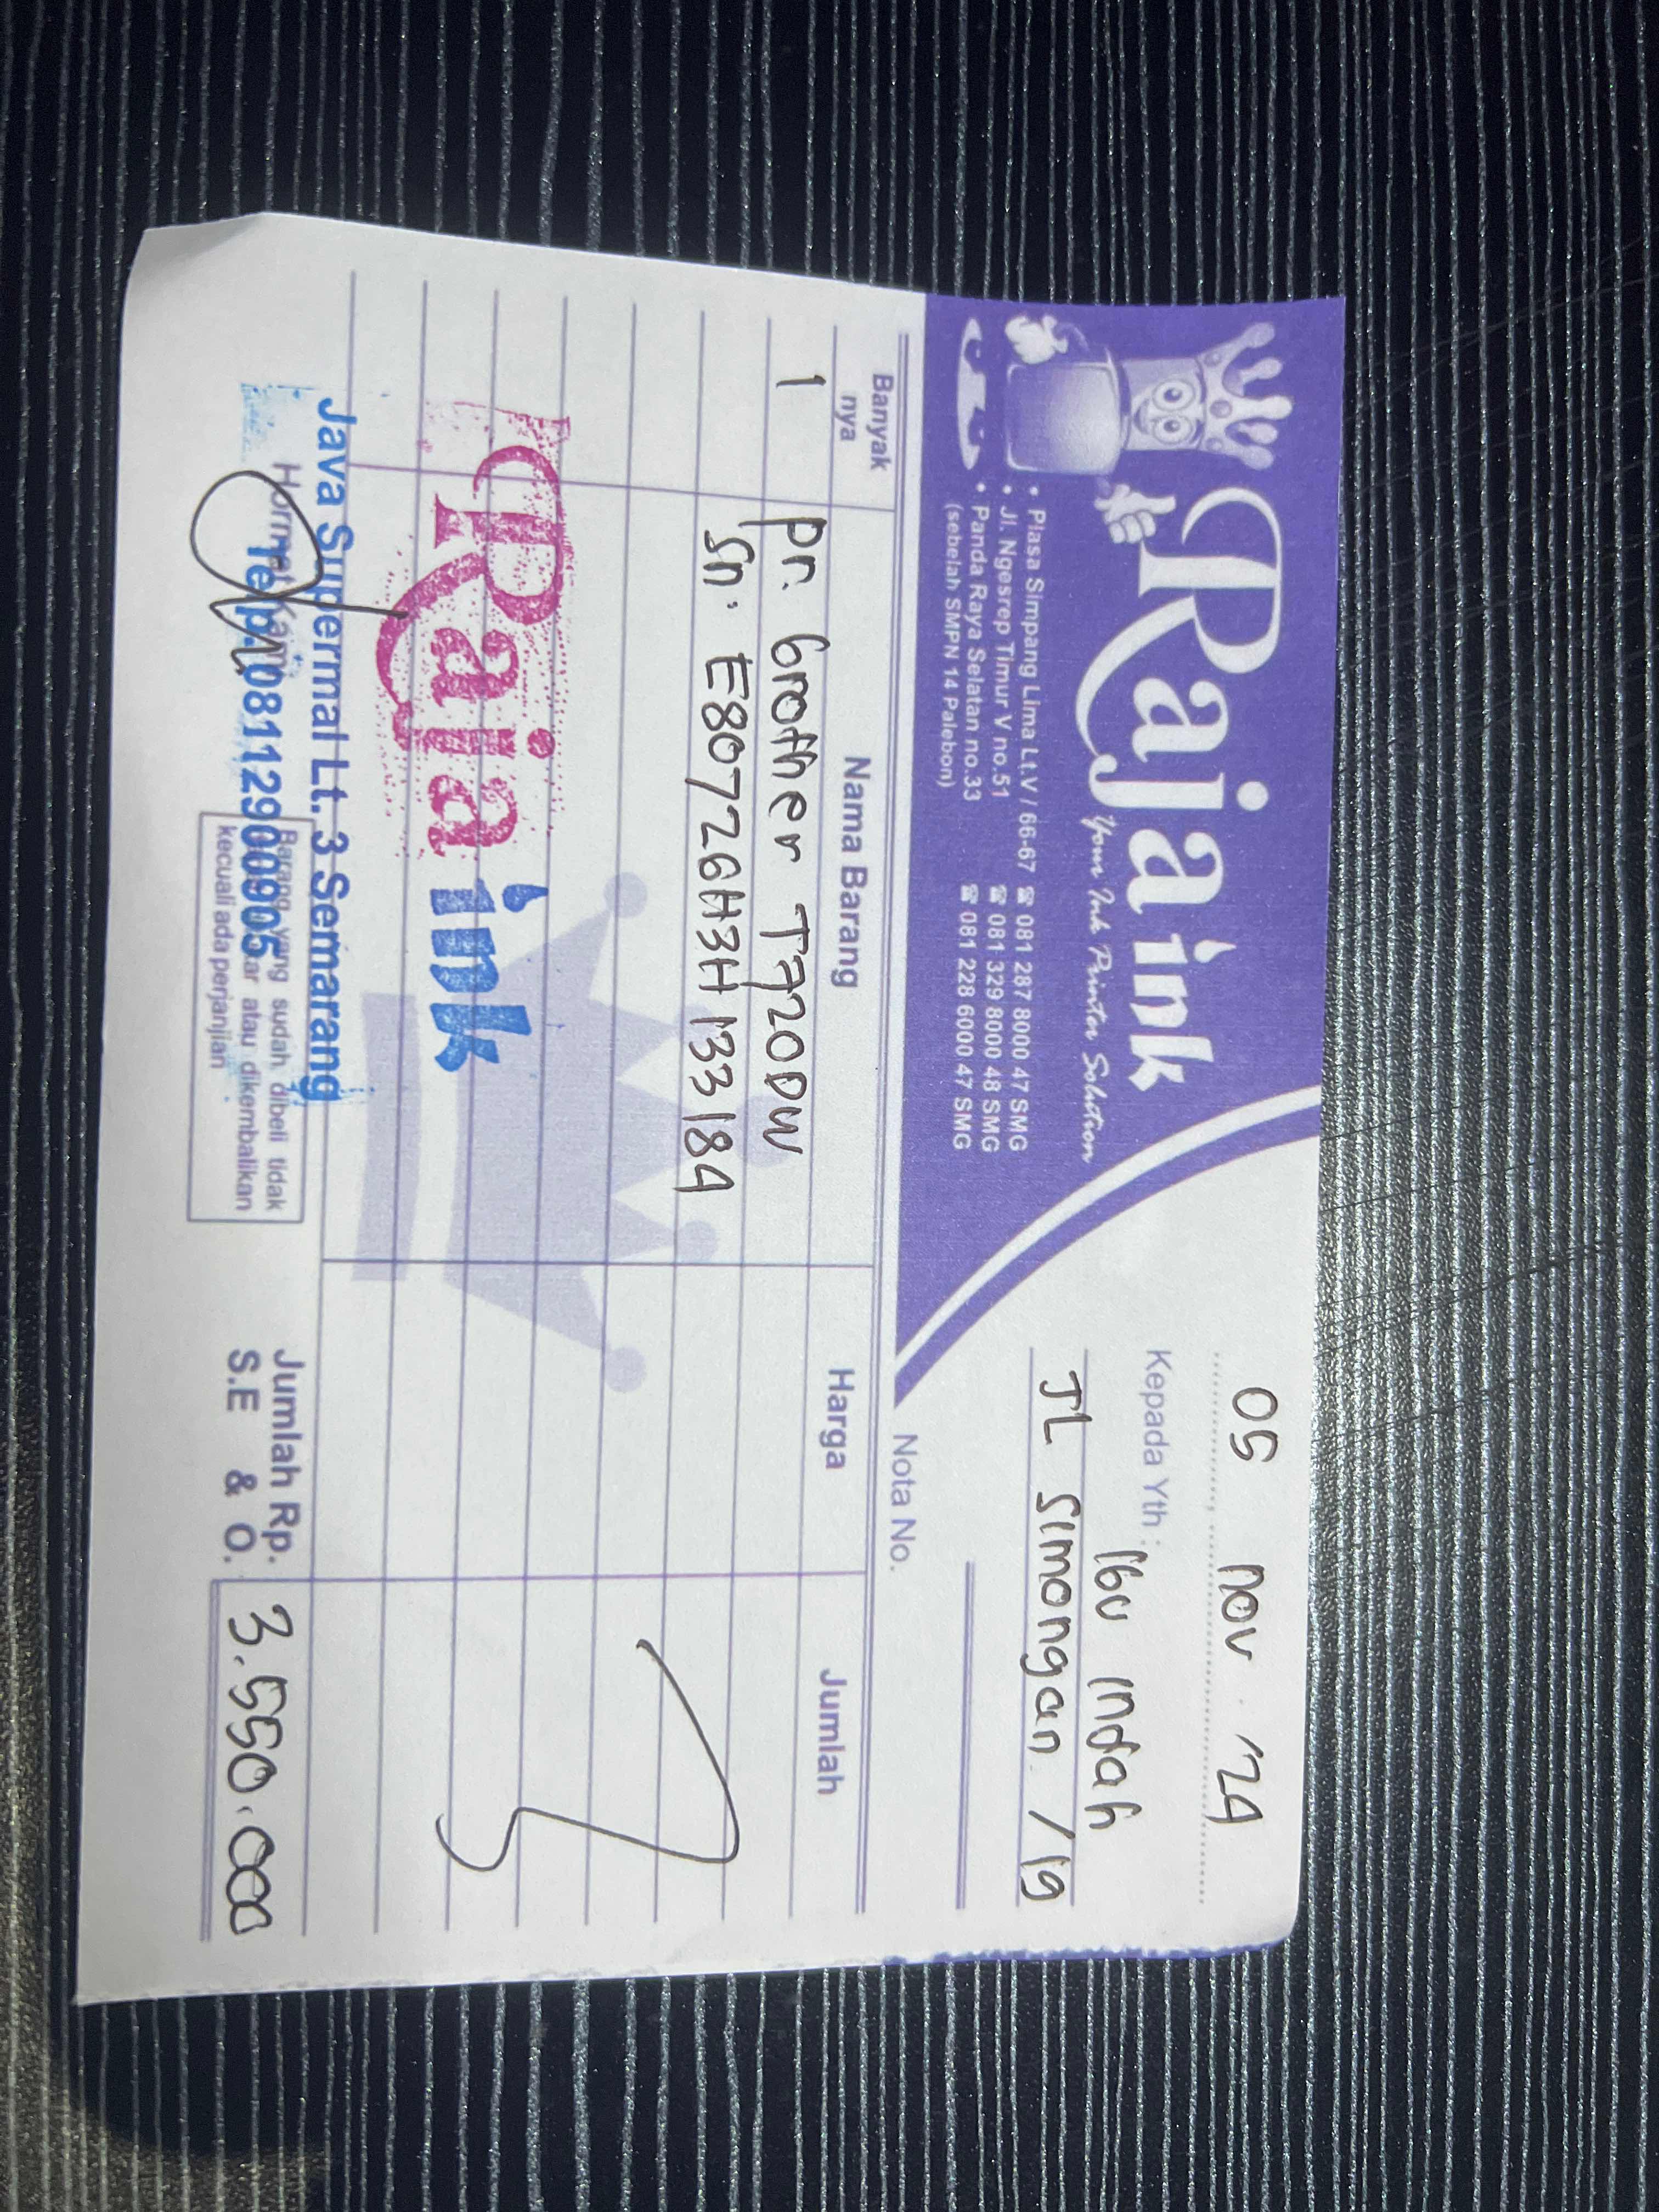 Raja ink
Your Ink Printer Solution
• Plasa Simpang Lima Lt.V / 66-67 ☎ 081 287 8000 47 SMG
• Jl. Ngesrep Timur V no.51 ☎ 081 329 8000 48 SMG
• Panda Raya Selatan no.33 ☎ 081 228 6000 47 SMG
(sebelah SMPN 14 Palebon)
05 nov '24
Kepada Yth : Ibu Indah
JL Simongan /19
Nota No.
Banyak nya Nama Barang Harga Jumlah
1 Pr. brother T720DW
Sn. E80726H3H133184
Raja ink
Java Supermal Lt. 3 Semarang
Telp. 08112900905
Hormat Kami
Barang yang sudah dibeli tidak
atau dikembalikan
kecuali ada perjanjian
Jumlah Rp. 3.550.000
S.E & O.